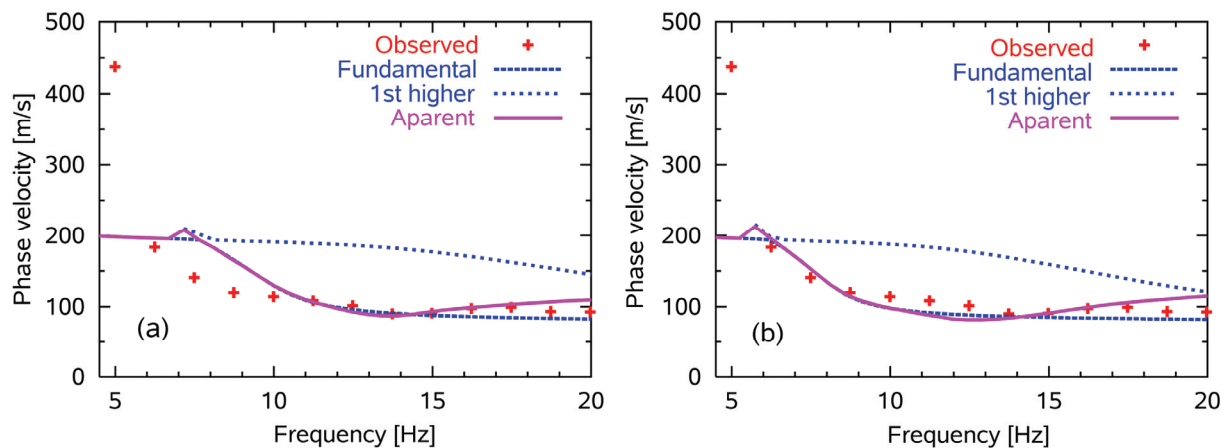 500
400
300
200
100
0
Phase velocity [m/s]
Observed
Fundamental
1st higher
Aparent
(a)
5
10
15
20
Frequency [Hz]
500
400
300
200
100
0
Phase velocity [m/s]
Observed
Fundamental
1st higher
Aparent
(b)
5
10
15
20
Frequency [Hz]